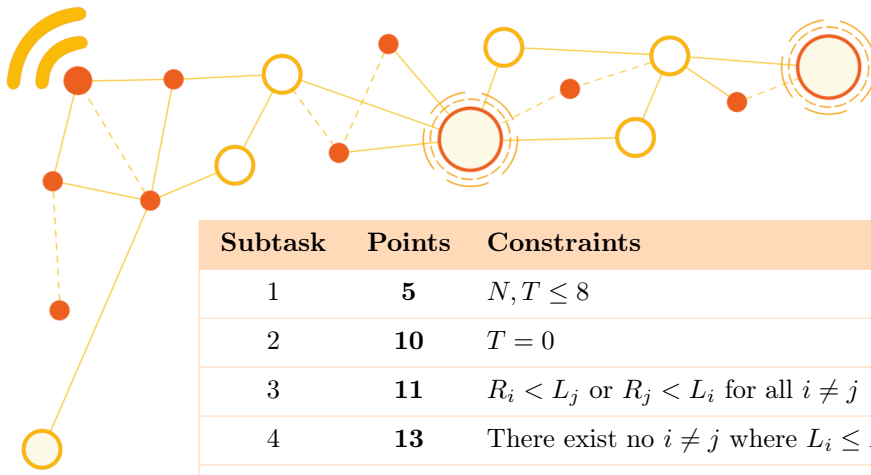 Subtask Points Constraints
1 5 N, T ≤ 8
2 10 T = 0
3 11 R_i < L_j or R_j < L_i for all i ≠ j
4 13 There exist no i ≠ j where L_i ≤